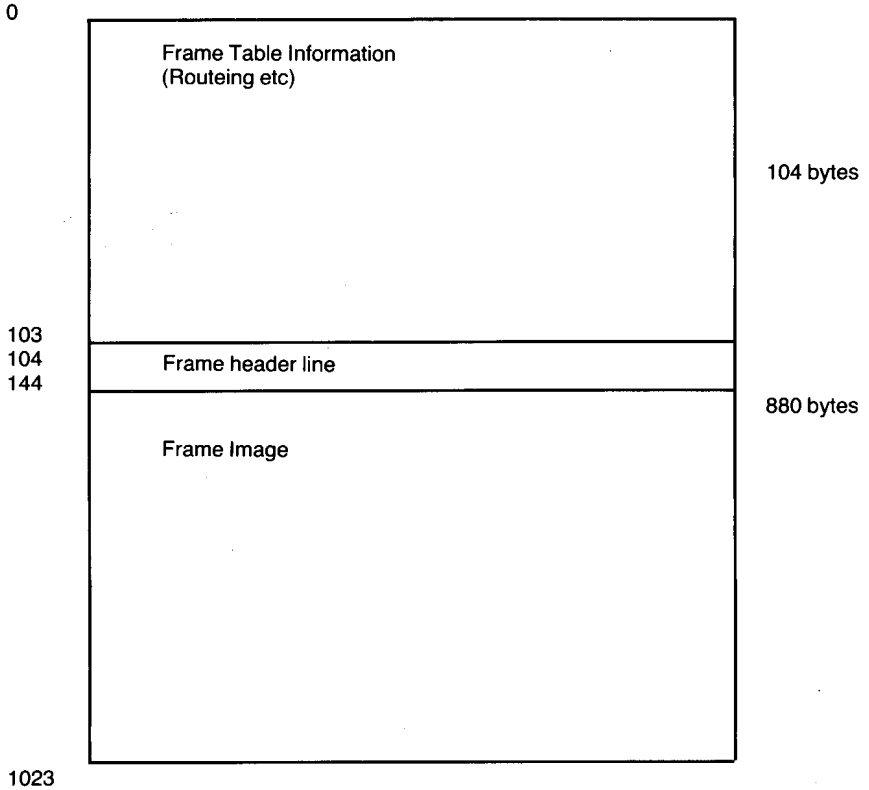 0
Frame Table Information
(Routeing etc)
104 bytes
103
104
Frame header line
144
880 bytes
Frame Image
1023